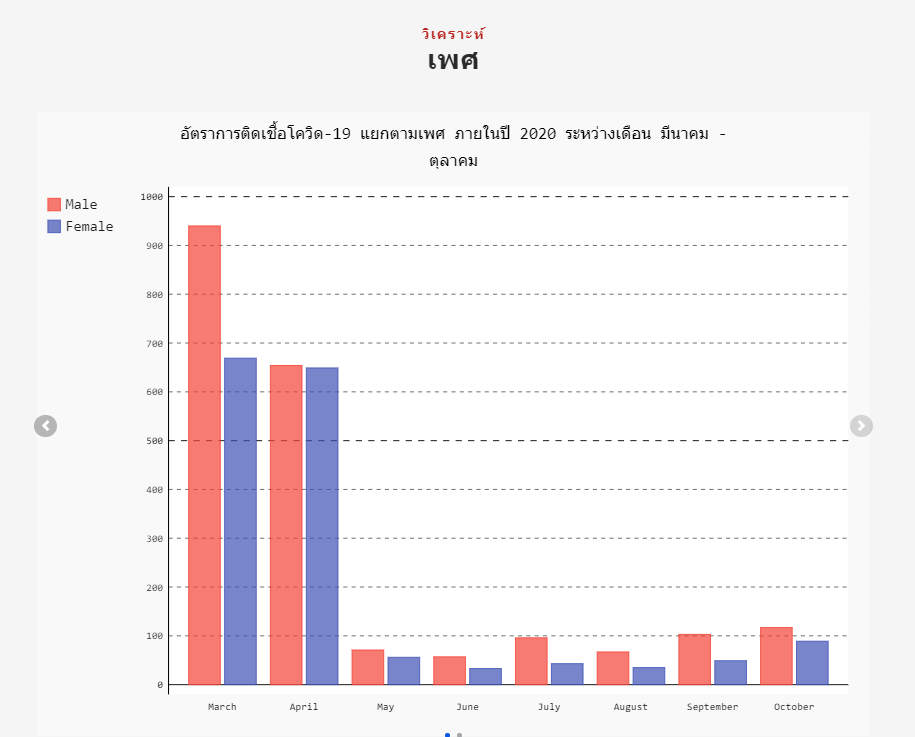 วิเคราะห์
เพศ
อัตราการติดเชื้อโควิด-19 แยกตามเพศ ภายในปี 2020 ระหว่างเดือน มีนาคม -
ตุลาคม
Male
Female
1000
900
800
700
600
500
400
300
200
100
0
March April May June July August September October